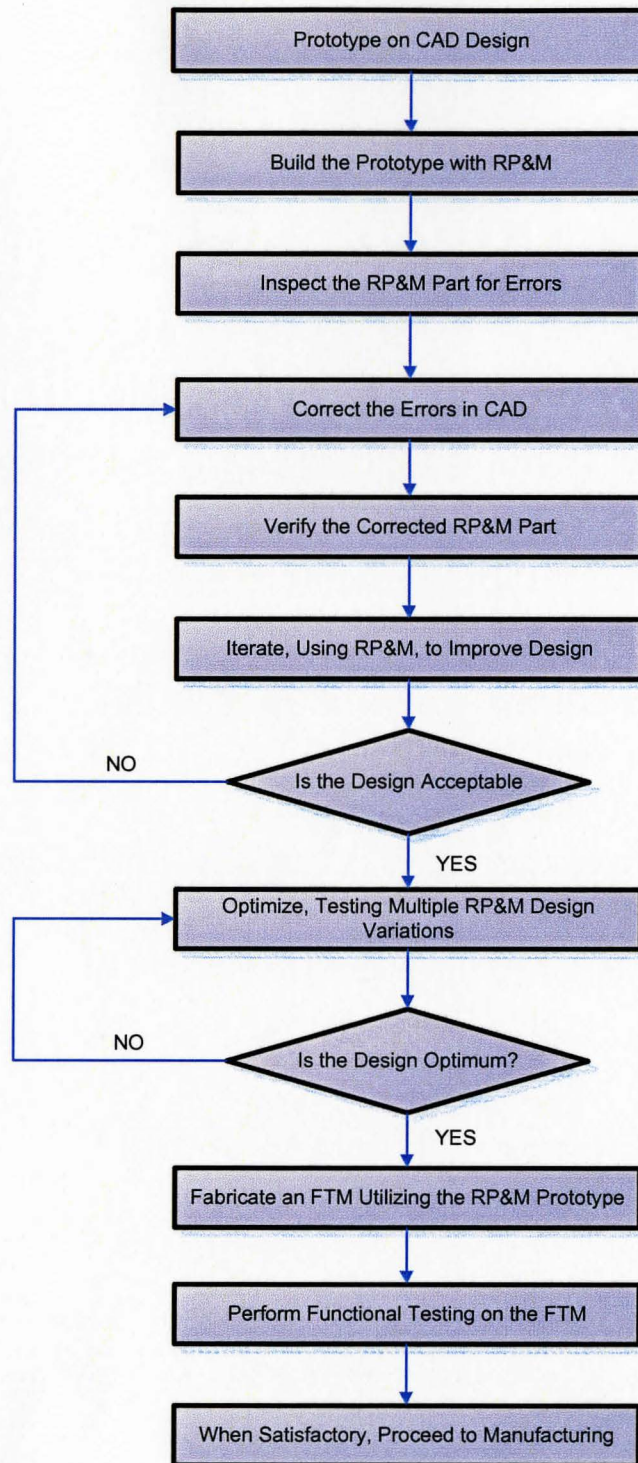 Prototype on CAD Design
Build the Prototype with RP&M
Inspect the RP&M Part for Errors
Correct the Errors in CAD
Verify the Corrected RP&M Part
Iterate, Using RP&M, to Improve Design
NO
Is the Design Acceptable
YES
Optimize, Testing Multiple RP&M Design
Variations
NO
Is the Design Optimum?
YES
Fabricate an FTM Utilizing the RP&M Prototype
Perform Functional Testing on the FTM
When Satisfactory, Proceed to Manufacturing